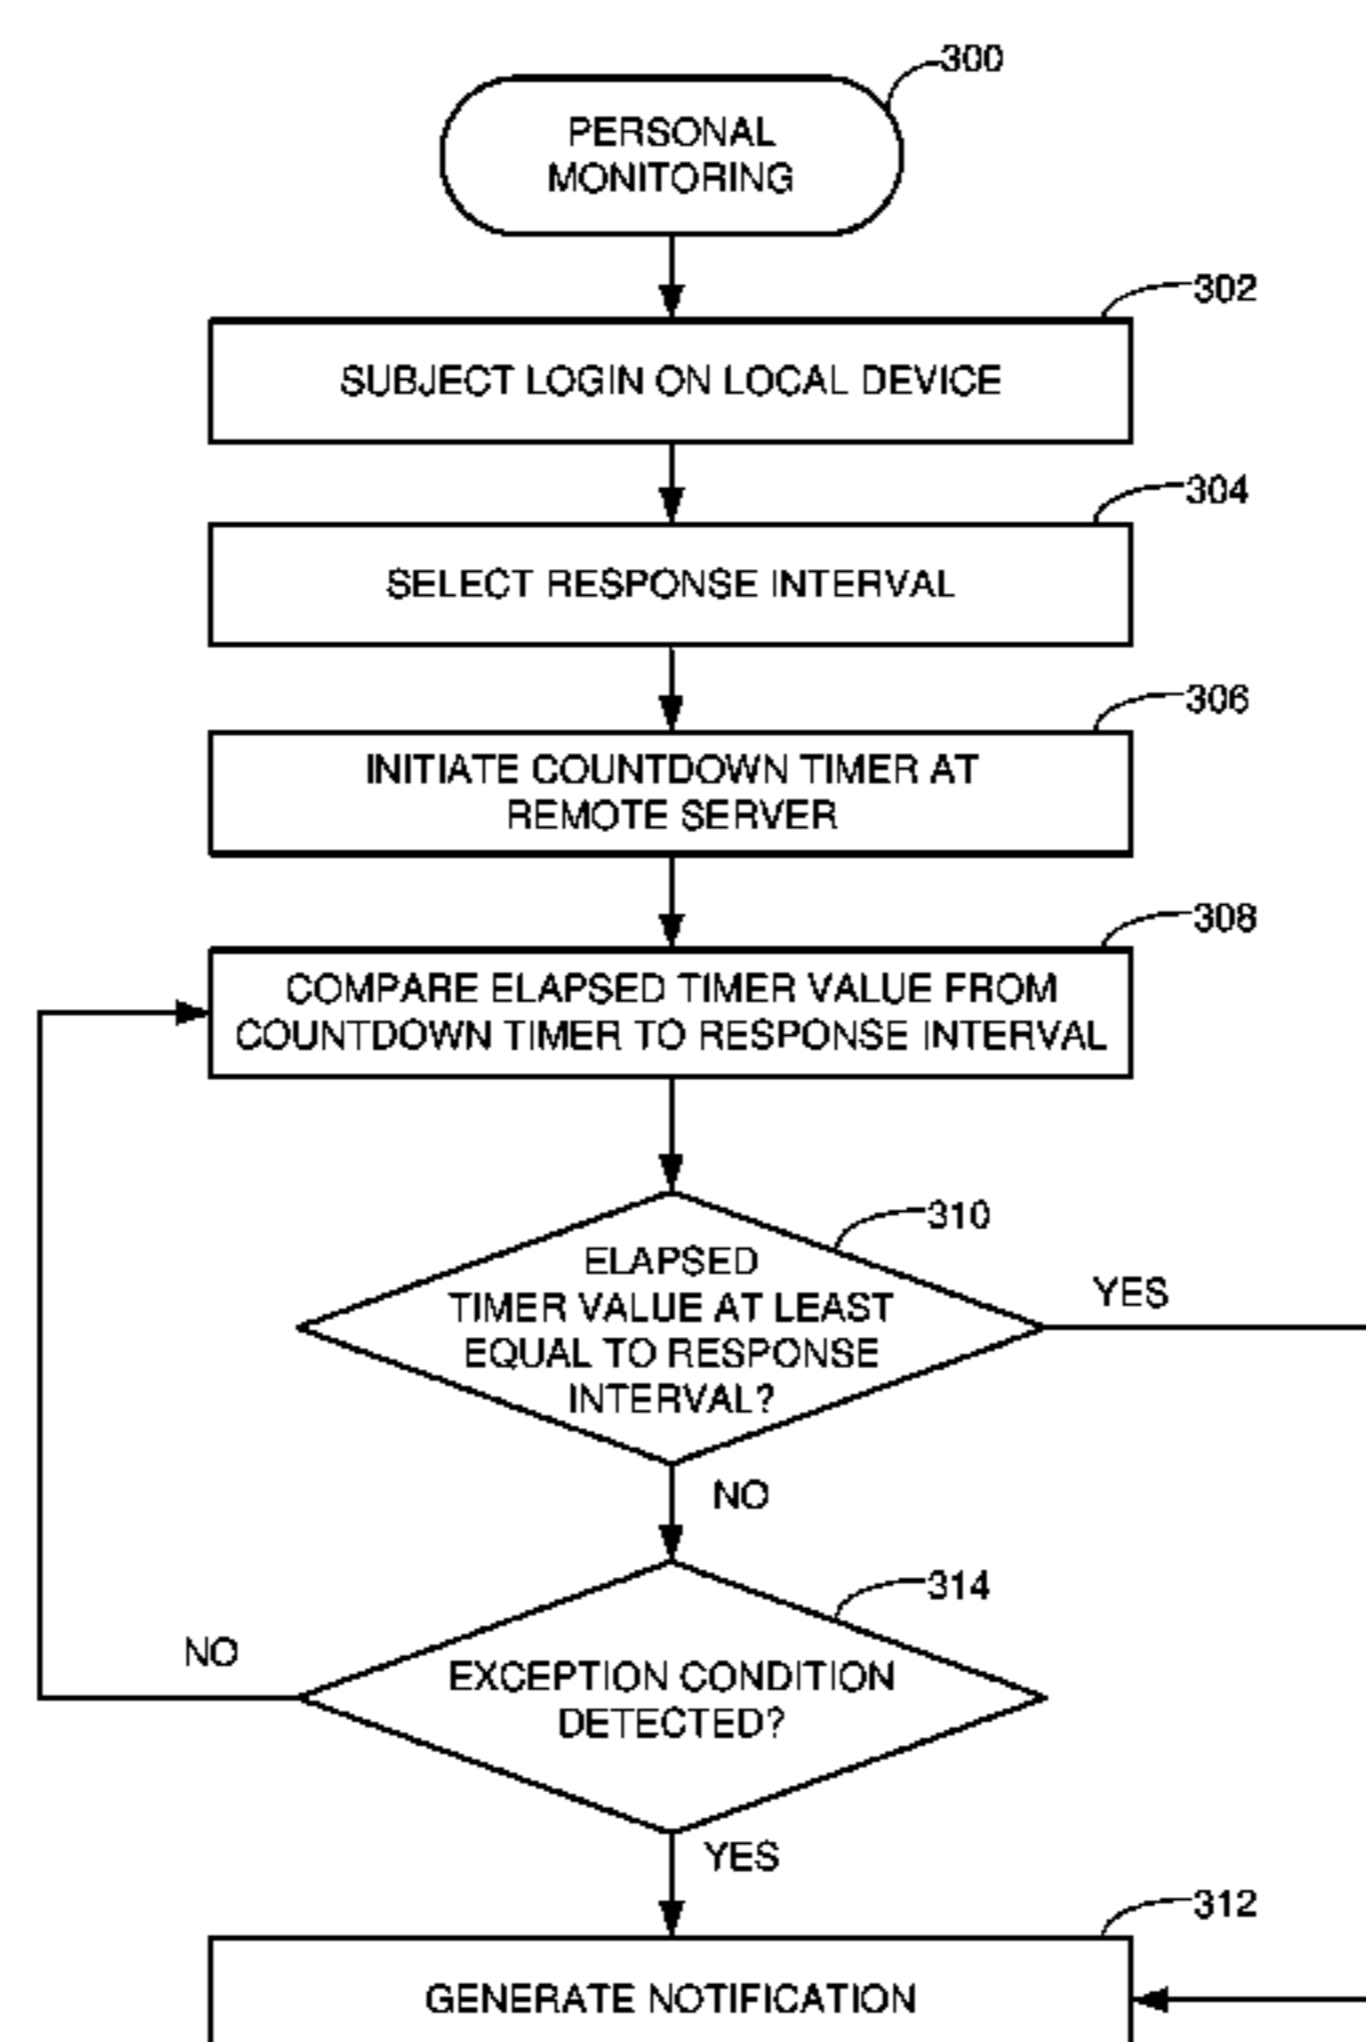 300
PERSONAL
MONITORING
302
SUBJECT LOGIN ON LOCAL DEVICE
304
SELECT RESPONSE INTERVAL
306
INITIATE COUNTDOWN TIMER AT
REMOTE SERVER
308
COMPARE ELAPSED TIMER VALUE FROM
COUNTDOWN TIMER TO RESPONSE INTERVAL
310
ELAPSED
TIMER VALUE AT LEAST
EQUAL TO RESPONSE
INTERVAL?
YES
NO
314
EXCEPTION CONDITION
DETECTED?
NO
YES
312
GENERATE NOTIFICATION